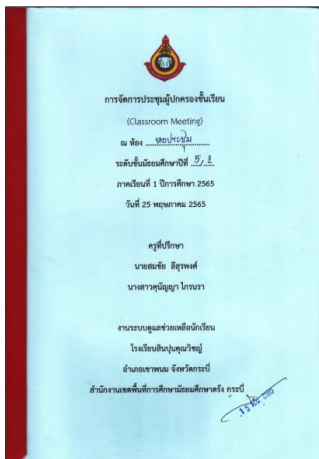 การจัดการประชุมผู้ปกครองชั้นเรียน
(Classroom Meeting)
ณ ห้อง ....หอประชุม....
ระดับชั้นมัธยมศึกษาปีที่ ..5/2..
ภาคเรียนที่ 1 ปีการศึกษา 2565
วันที่ 25 พฤษภาคม 2565
ครูที่ปรึกษา
นายสมชัย ลีสุรพงศ์
นางสาวคุนัญญา ไกรนรา
งานระบบดูแลช่วยเหลือนักเรียน
โรงเรียนสินปุนคุณวิชญ์
อำเภอเขาพนม จังหวัดกระบี่
สำนักงานเขตพื้นที่การศึกษามัธยมศึกษาตรัง กระบี่